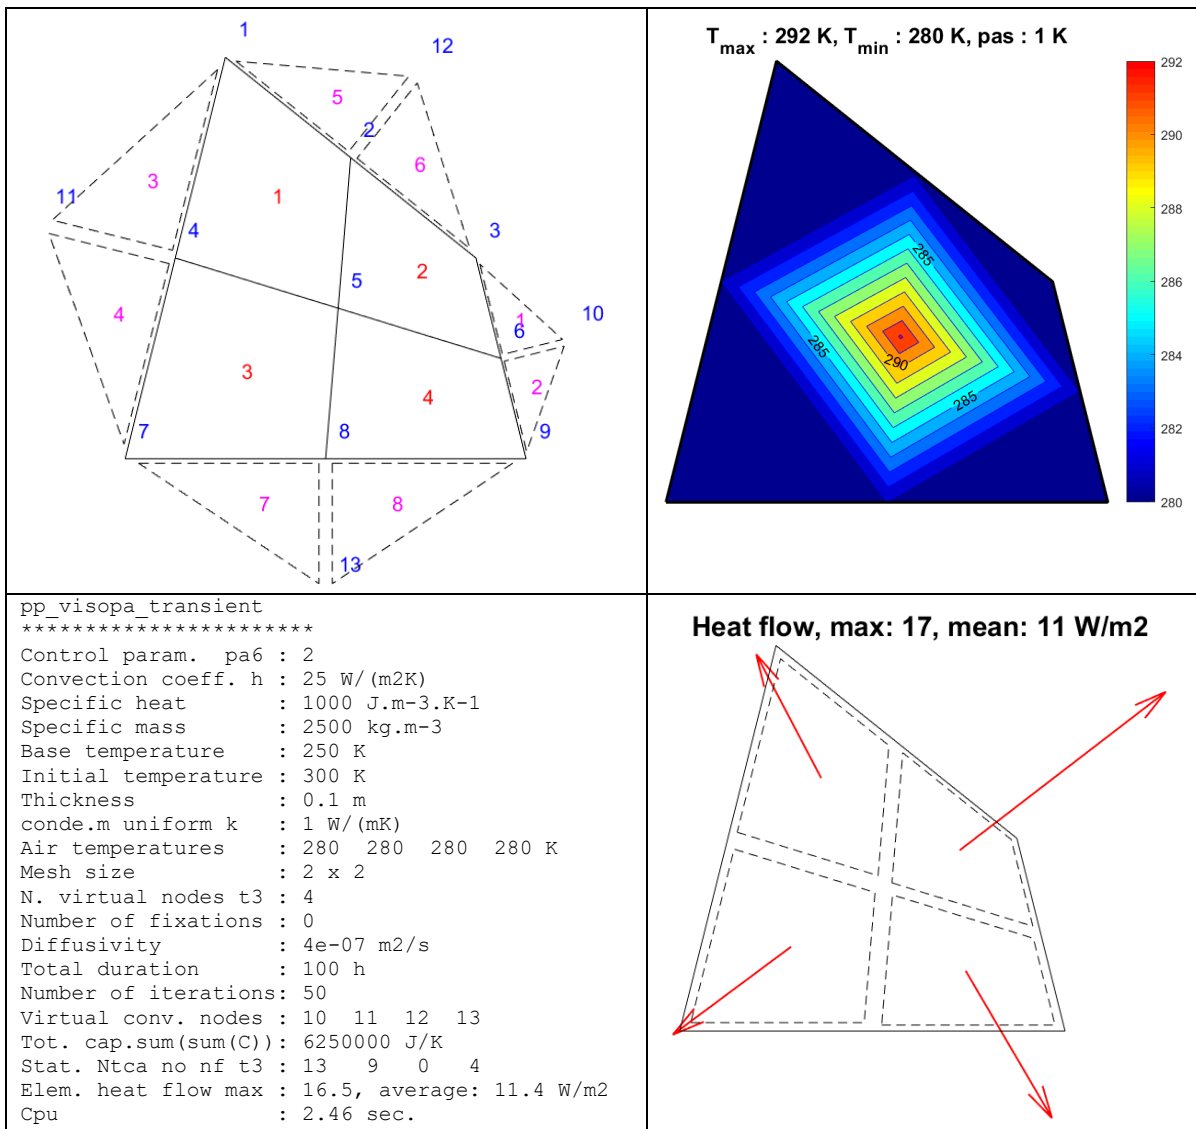 1
12
5
2
6
3
11
1
4
3
2
5
4
1
6
10
3
2
4
7
8
9
7
8
13
Tmax : 292 K, Tmin : 280 K, pas : 1 K
292
290
288
286
284
282
280
285
285
290
285
pp_visopa_transient
***********************
Control param. pa6 : 2
Convection coeff. h : 25 W/(m2K)
Specific heat : 1000 J.m-3.K-1
Specific mass : 2500 kg.m-3
Base temperature : 250 K
Initial temperature : 300 K
Thickness : 0.1 m
conde.m uniform k : 1 W/(mK)
Air temperatures : 280 280 280 280 K
Mesh size : 2 x 2
N. virtual nodes t3 : 4
Number of fixations : 0
Diffusivity : 4e-07 m2/s
Total duration : 100 h
Number of iterations: 50
Virtual conv. nodes : 10 11 12 13
Tot. cap.sum(sum(C)): 6250000 J/K
Stat. Ntca no nf t3 : 13 9 0 4
Elem. heat flow max : 16.5, average: 11.4 W/m2
Cpu : 2.46 sec.
Heat flow, max: 17, mean: 11 W/m2